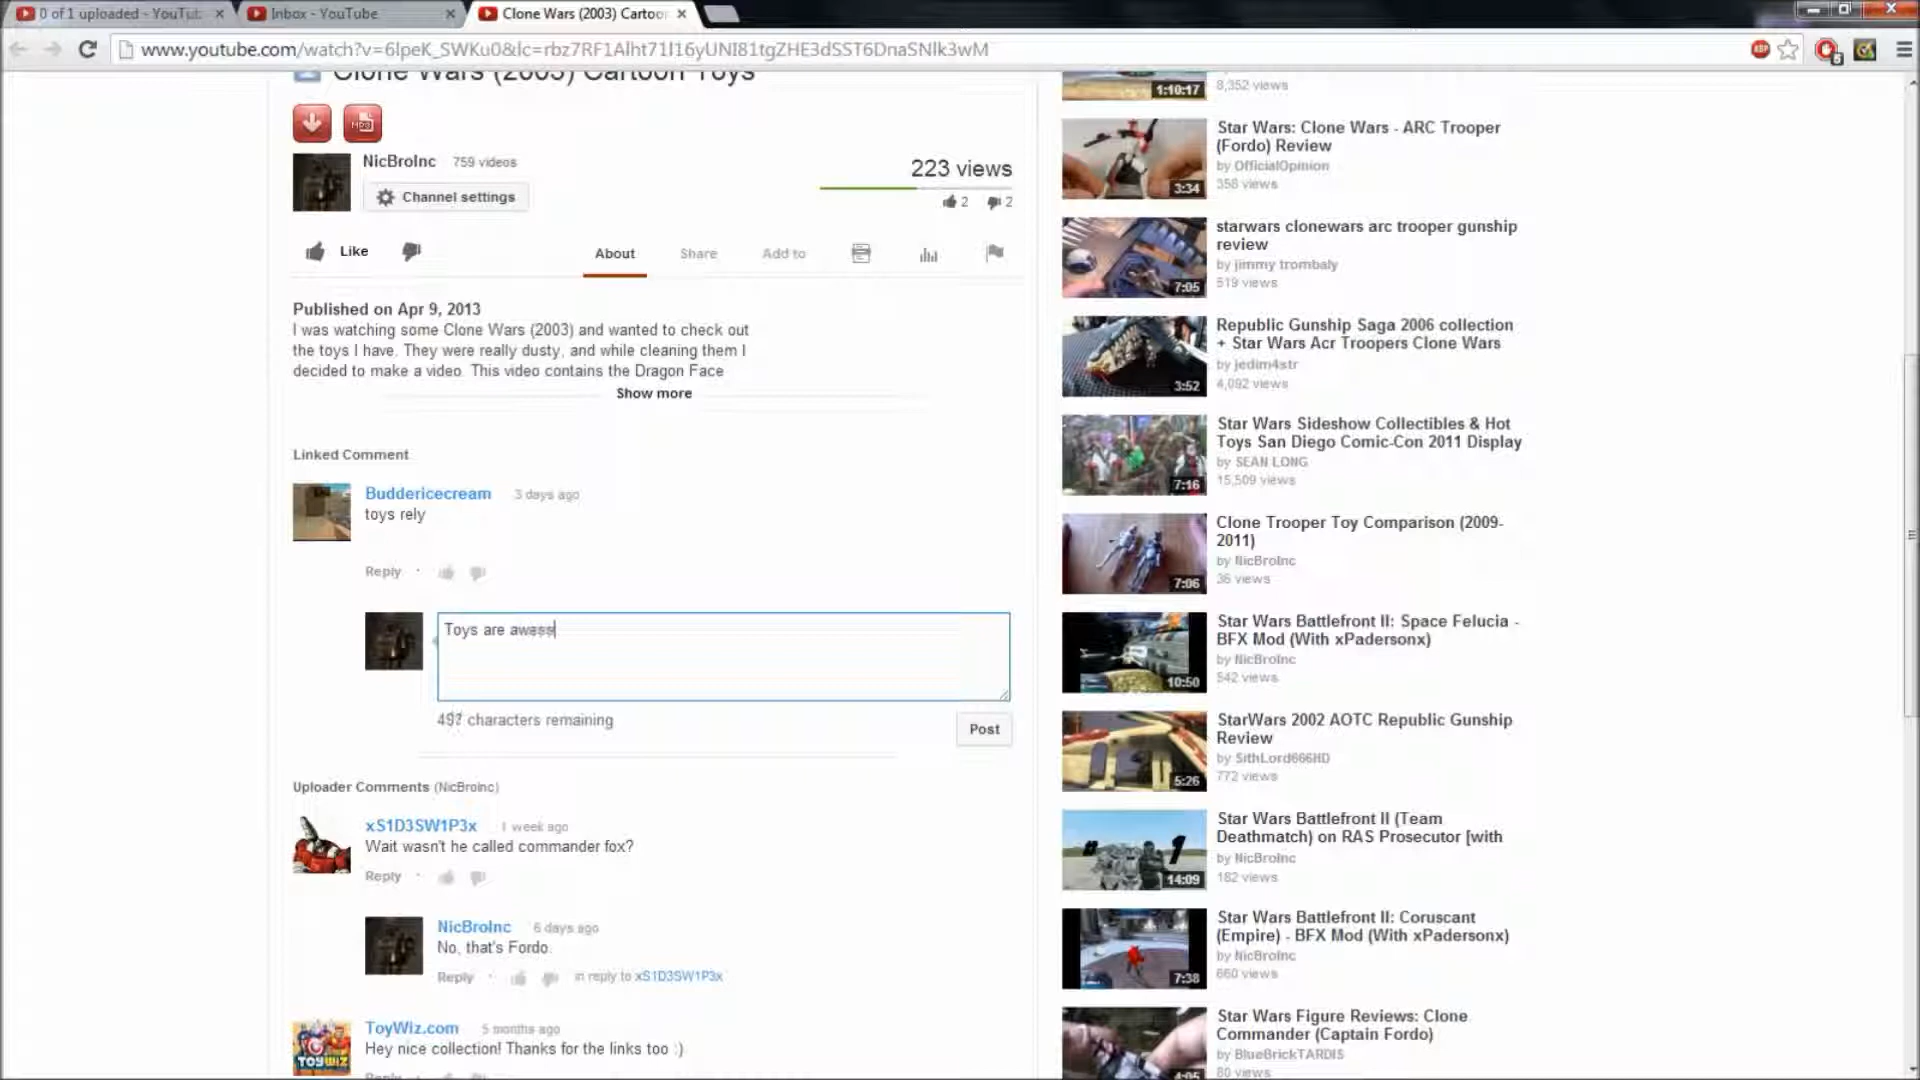 0 of 1 uploaded - YouTub
Inbox - YouTube
Clone Wars (2003) Cartoo
www.youtube.com/watch?v=6lpeK_SWKu0&lc=rbz7RF1Alht71l16yUNI81tgZHE3dSST6DnaSNlk3wM
ABP
6
Clone Wars (2003) Cartoon Toys
NicBroInc 759 videos
Channel settings
223 views
2 2
Like
About
Share
Add to
Published on Apr 9, 2013
I was watching some Clone Wars (2003) and wanted to check out
the toys I have. They were really dusty, and while cleaning them I
decided to make a video. This video contains the Dragon Face
Show more
Linked Comment
Buddericecream 3 days ago
toys rely
Reply
Toys are
characters remaining
Post
Uploader Comments (NicBroInc)
xS1D3SW1P3x 1 week ago
Wait wasn't he called commander fox?
Reply
NicBroInc 6 days ago
No, that's Fordo.
Reply · in reply to xS1D3SW1P3x
ToyWiz.com 5 months ago
Hey nice collection! Thanks for the links too :)
TOYWIZ
Reply
1:10:17
8,352 views
Star Wars: Clone Wars - ARC Trooper
(Fordo) Review
by OfficialOpinion
358 views
3:34
starwars clonewars arc trooper gunship
review
by jimmy trombaly
519 views
7:05
Republic Gunship Saga 2006 collection
+ Star Wars Acr Troopers Clone Wars
by jedim4str
4,092 views
3:52
Star Wars Sideshow Collectibles & Hot
Toys San Diego Comic-Con 2011 Display
by SEAN LONG
15,509 views
7:16
Clone Trooper Toy Comparison (2009-
2011)
by NicBroInc
36 views
7:06
Star Wars Battlefront II: Space Felucia -
BFX Mod (With xPadersonx)
by NicBroInc
542 views
10:50
StarWars 2002 AOTC Republic Gunship
Review
by SithLord666HD
772 views
5:26
Star Wars Battlefront II (Team
Deathmatch) on RAS Prosecutor [with
by NicBroInc
182 views
14:09
Star Wars Battlefront II: Coruscant
(Empire) - BFX Mod (With xPadersonx)
by NicBroInc
660 views
7:38
Star Wars Figure Reviews: Clone
Commander (Captain Fordo)
by BlueBrickTARDIS
80 views
4:05